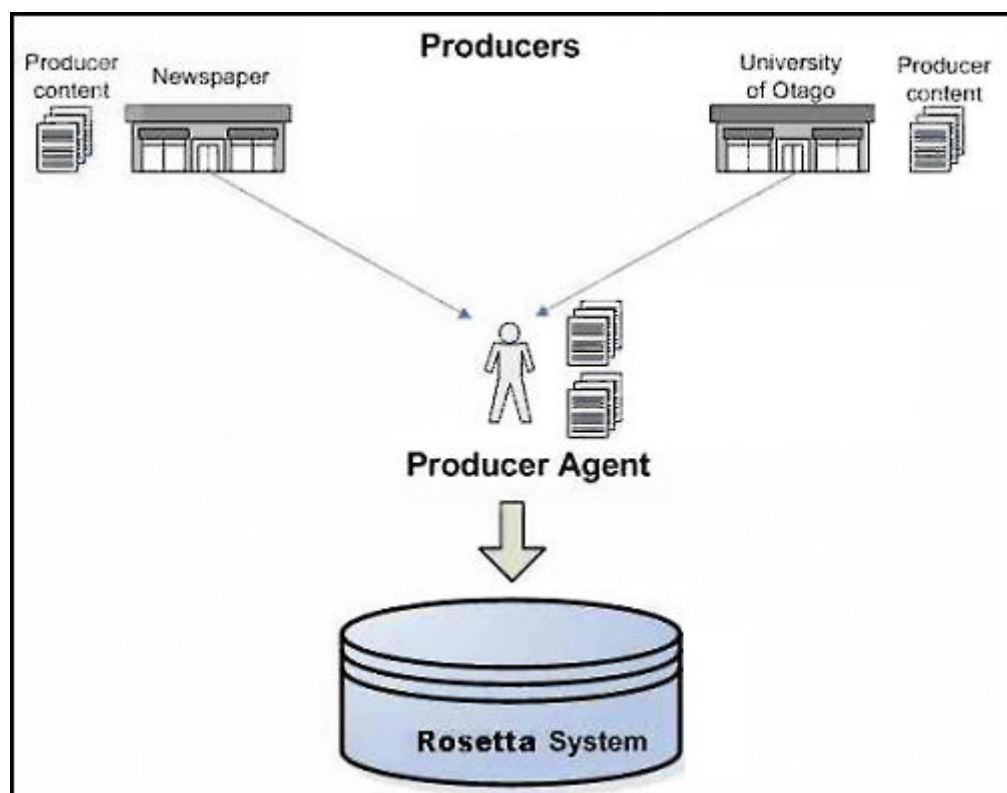 Producers
Producer
content
Newspaper
University
of Otago
Producer
content
Producer Agent
Rosetta System